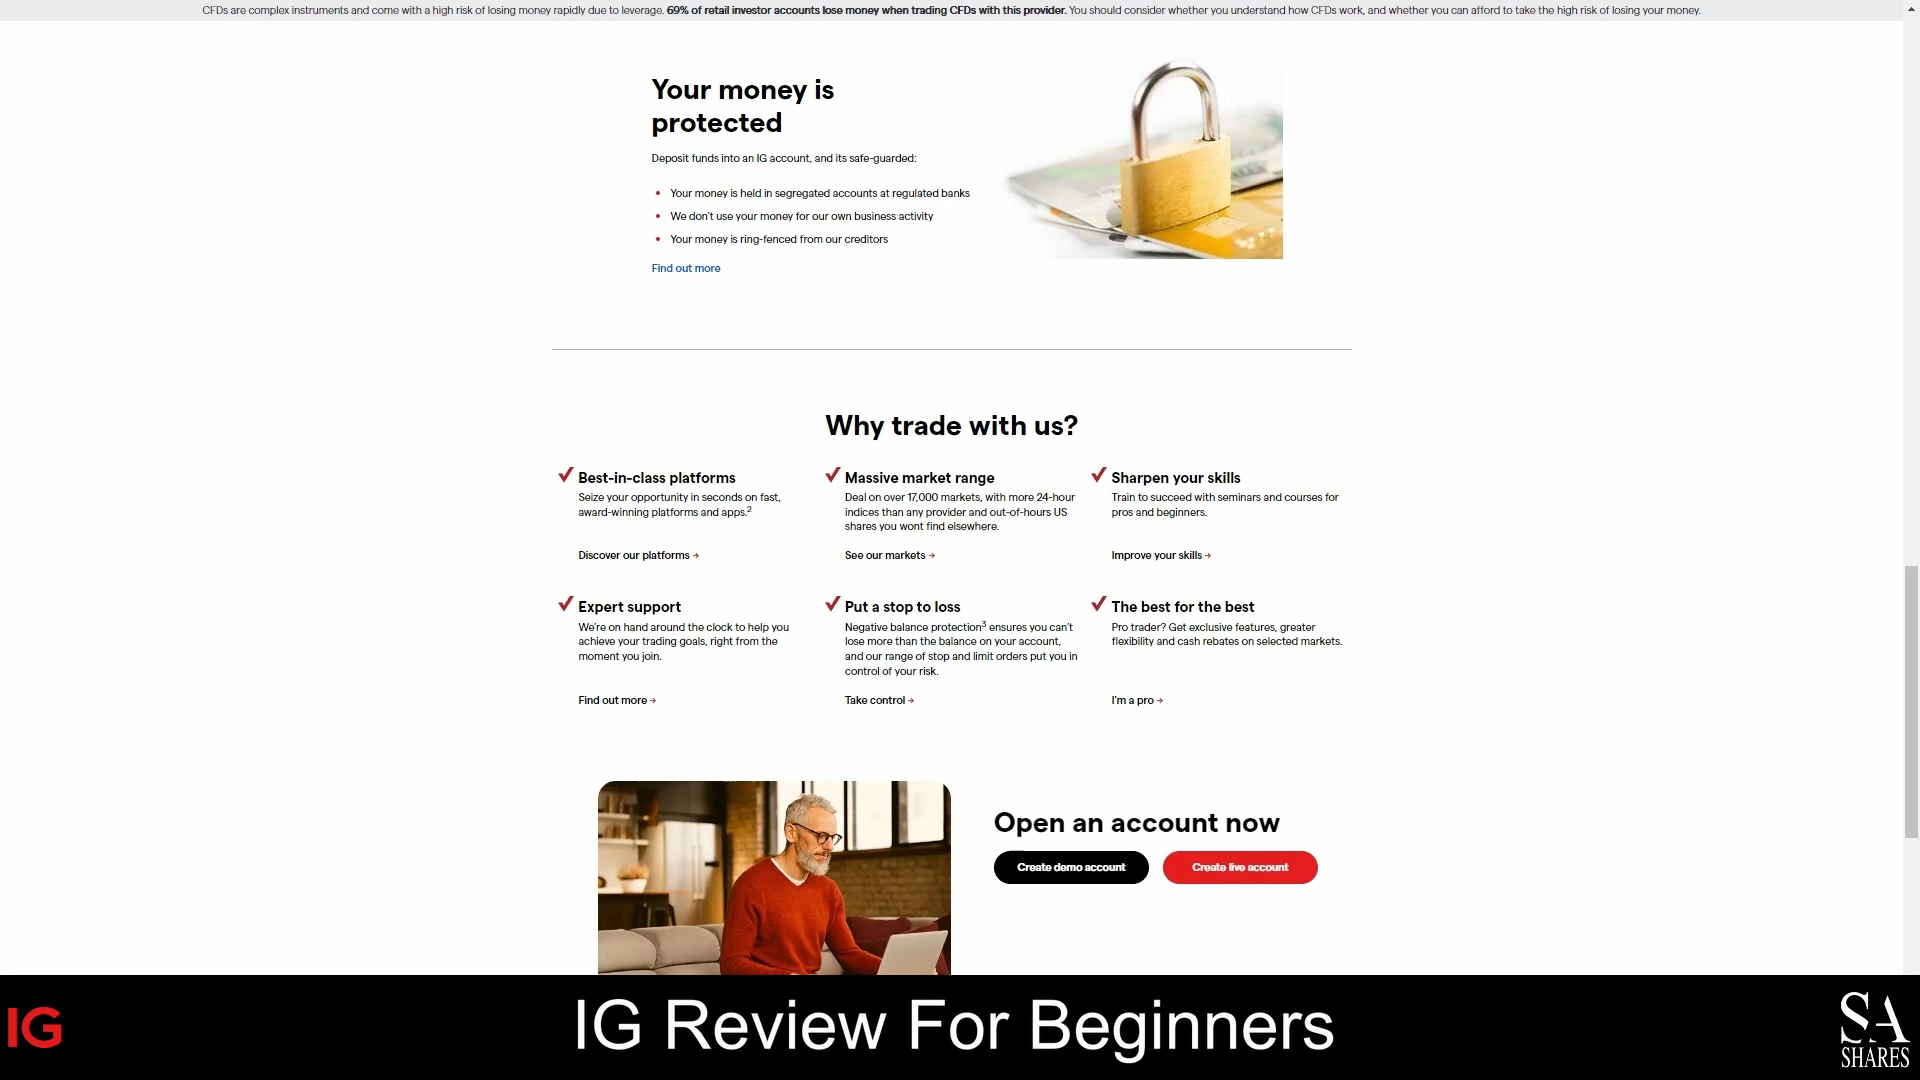 CFDs are complex instruments and come with a high risk of losing money rapidly due to leverage. 69% of retail investor accounts lose money when trading CFDs with this provider. You should consider whether you understand how CFDs work, and whether you can afford to take the high risk of losing your money.
Your money is
protected
Deposit funds into an IG account, and its safe-guarded:
• Your money is held in segregated accounts at regulated banks
• We don't use your money for our own business activity
• Your money is ring-fenced from our creditors
Find out more
Why trade with us?
Best-in-class platforms
Seize your opportunity in seconds on fast,
award-winning platforms and apps.2
Discover our platforms →
Massive market range
Deal on over 17,000 markets, with more 24-hour
indices than any provider and out-of-hours US
shares you wont find elsewhere.
See our markets →
Sharpen your skills
Train to succeed with seminars and courses for
pros and beginners.
Improve your skills →
Expert support
We're on hand around the clock to help you
achieve your trading goals, right from the
moment you join.
Find out more →
Put a stop to loss
Negative balance protection3 ensures you can't
lose more than the balance on your account,
and our range of stop and limit orders put you in
control of your risk.
Take control →
The best for the best
Pro trader? Get exclusive features, greater
flexibility and cash rebates on selected markets.
I'm a pro →
Open an account now
Create demo account
Create live account
IG
IG Review For Beginners
SA
SHARES